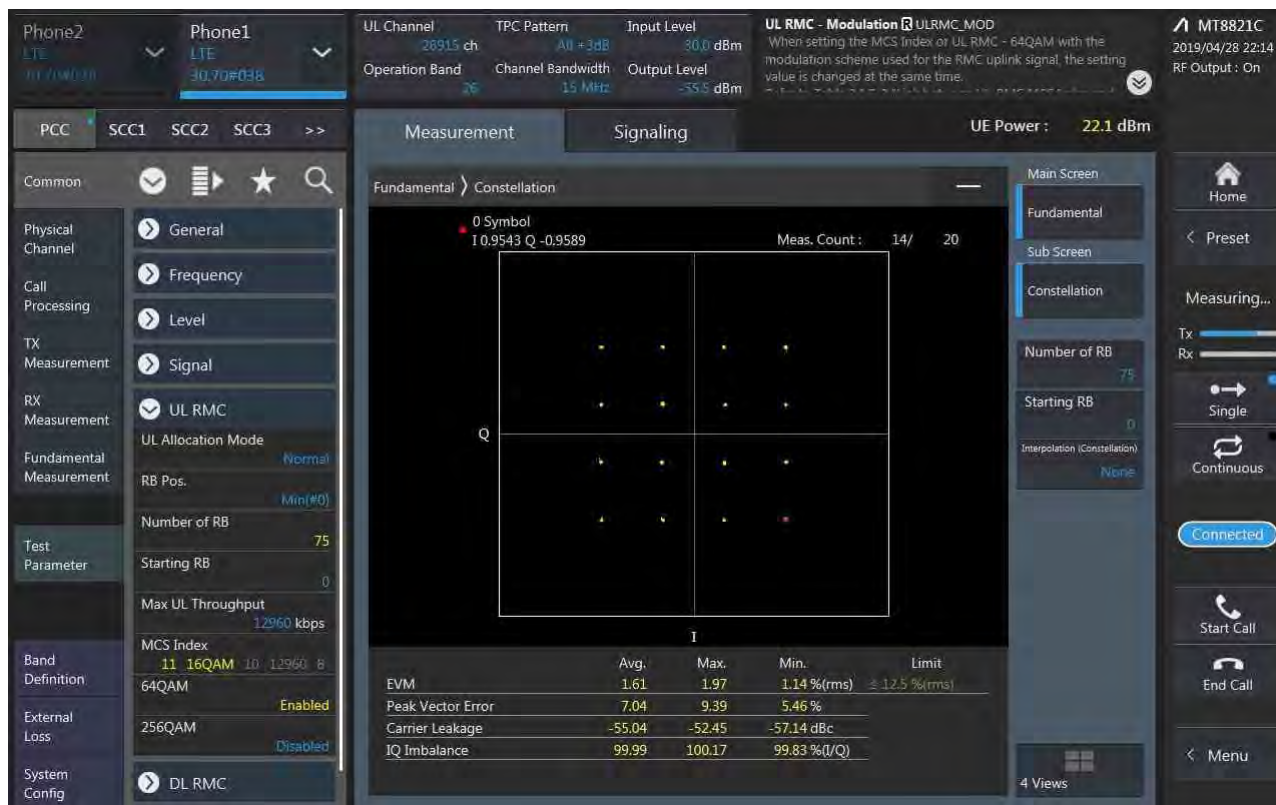 Phone2
LTE
30.70#038
Phone1
LTE
30.70#038
UL Channel
26915 ch
Operation Band
26
TPC Pattern
All +3dB
Channel Bandwidth
15 MHz
Input Level
30.0 dBm
Output Level
-55.5 dBm
UL RMC - Modulation R ULRMC_MOD
When setting the MCS Index or UL RMC - 64QAM with the
modulation scheme used for the RMC uplink signal, the setting
value is changed at the same time.
MT8821C
2019/04/28 22:14
RF Output : On
PCC SCC1 SCC2 SCC3 >>
Measurement
Signaling
UE Power : 22.1 dBm
Common
Physical
Channel
Call
Processing
TX
Measurement
RX
Measurement
Fundamental
Measurement
Test
Parameter
Band
Definition
External
Loss
System
Config
General
Frequency
Level
Signal
UL RMC
UL Allocation Mode
Normal
RB Pos.
Min(#0)
Number of RB
75
Starting RB
0
Max UL Throughput
12960 kbps
MCS Index
11 16QAM 10 12960 8
64QAM
Enabled
256QAM
Disabled
DL RMC
Fundamental ⟩ Constellation
0 Symbol
I 0.9543 Q -0.9589
Meas. Count : 14/ 20
Q
I
Avg. Max. Min. Limit
EVM 1.61 1.97 1.14 %(rms) ≤ 12.5 %(rms)
Peak Vector Error 7.04 9.39 5.46 %
Carrier Leakage -55.04 -52.45 -57.14 dBc
IQ Imbalance 99.99 100.17 99.83 %(I/Q)
Main Screen
Fundamental
Sub Screen
Constellation
Number of RB
75
Starting RB
0
Interpolation (Constellation)
None
4 Views
Home
< Preset
Measuring...
Tx
Rx
Single
Continuous
Connected
Start Call
End Call
< Menu